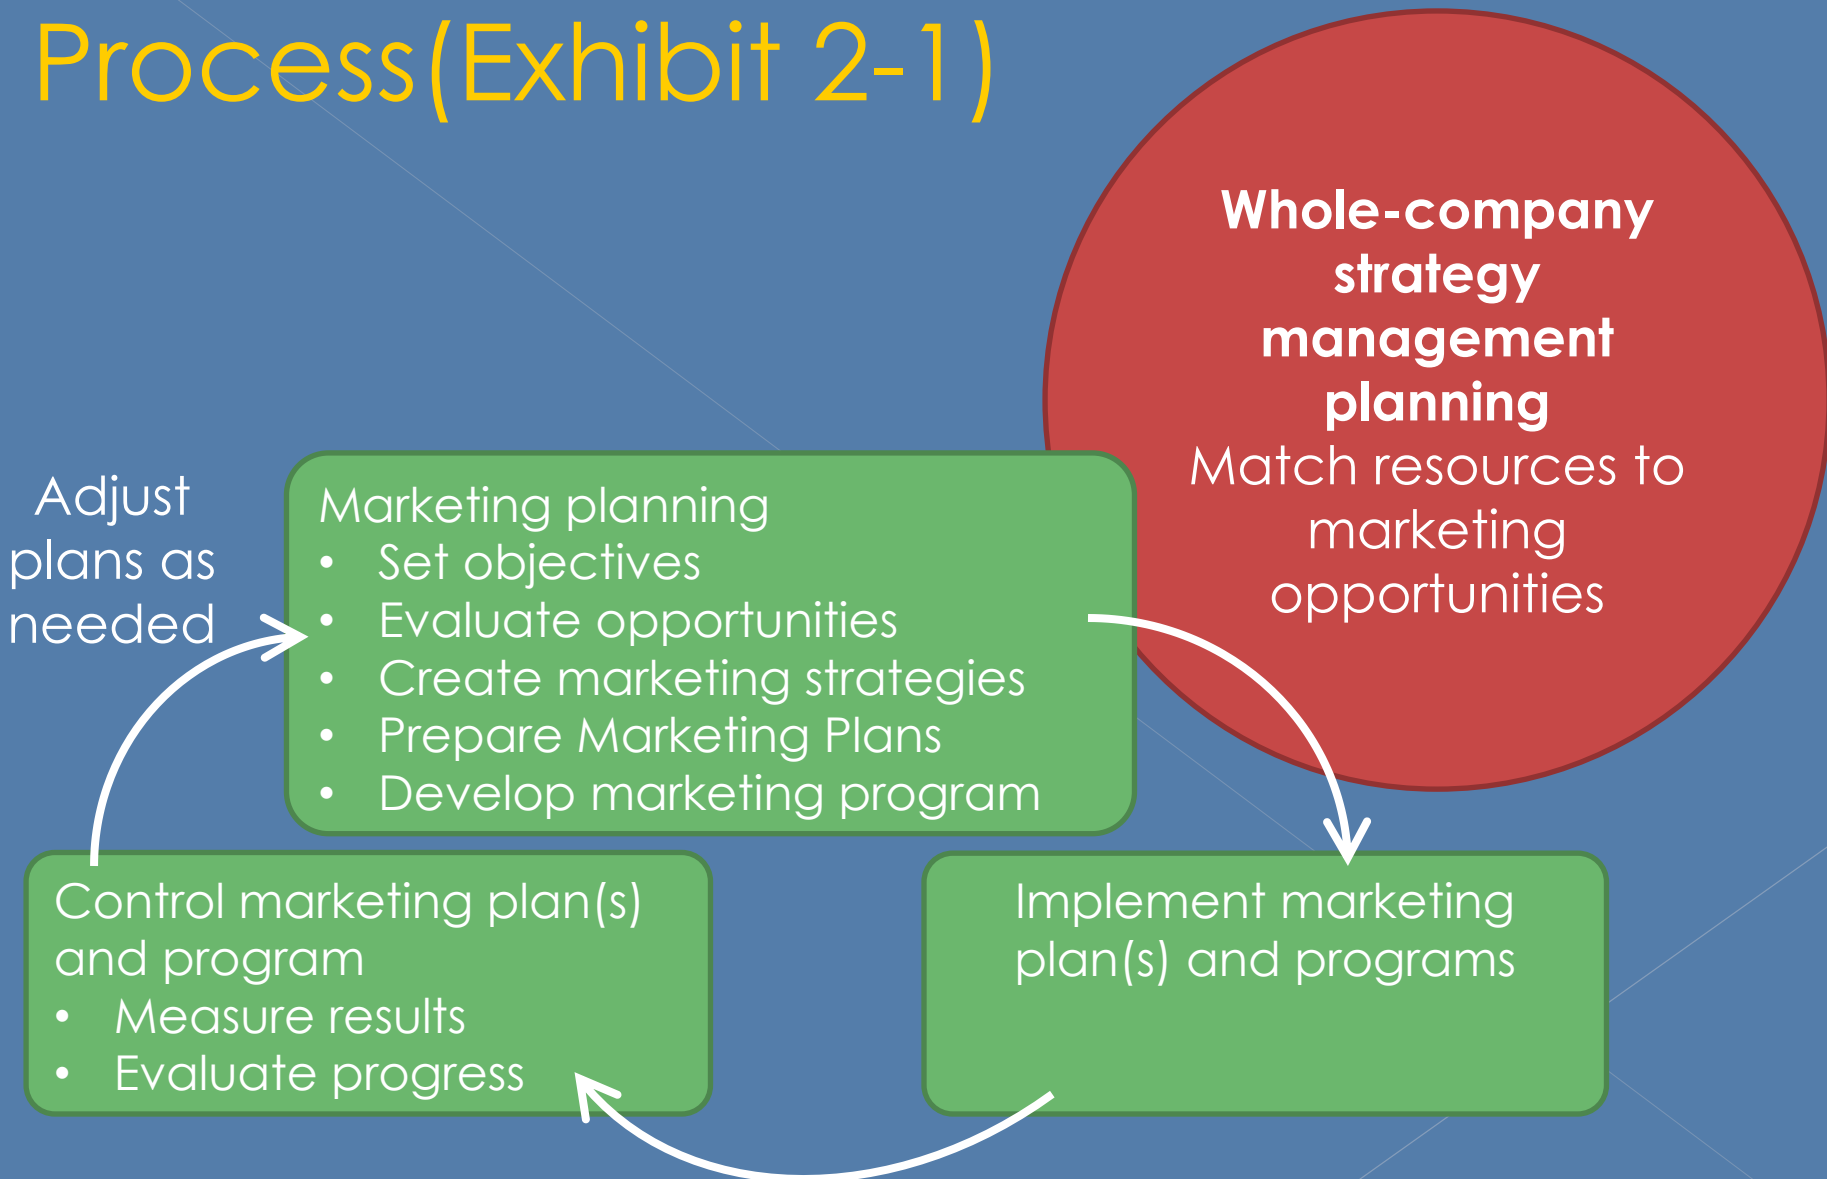 Process(Exhibit 2-1)
Whole-company
strategy
management
planning
Match resources to
marketing
opportunities
Adjust
plans as
needed
Marketing planning
• Set objectives
• Evaluate opportunities
• Create marketing strategies
• Prepare Marketing Plans
• Develop marketing program
Control marketing plan(s)
and program
• Measure results
• Evaluate progress
Implement marketing
plan(s) and programs